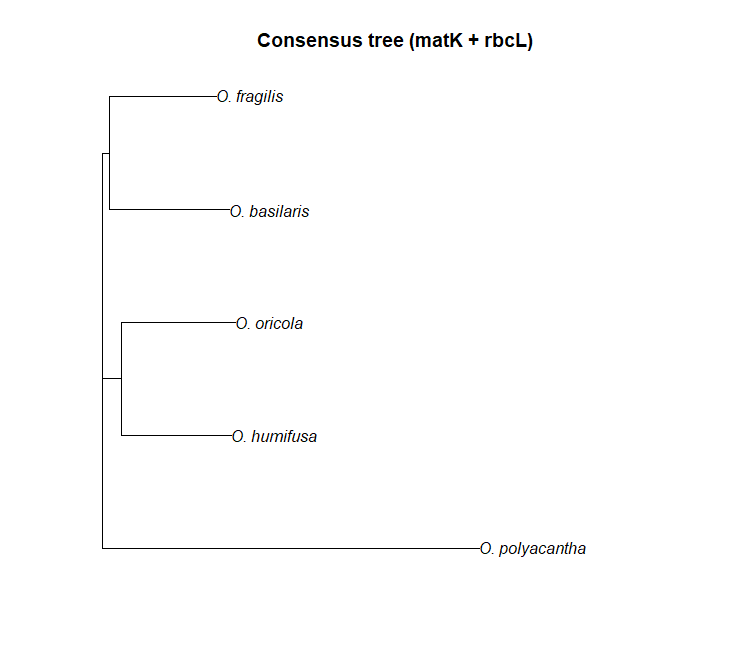 Consensus tree (matK + rbcL)
O. fragilis
O. basilaris
O. oricola
O. humifusa
O. polyacantha